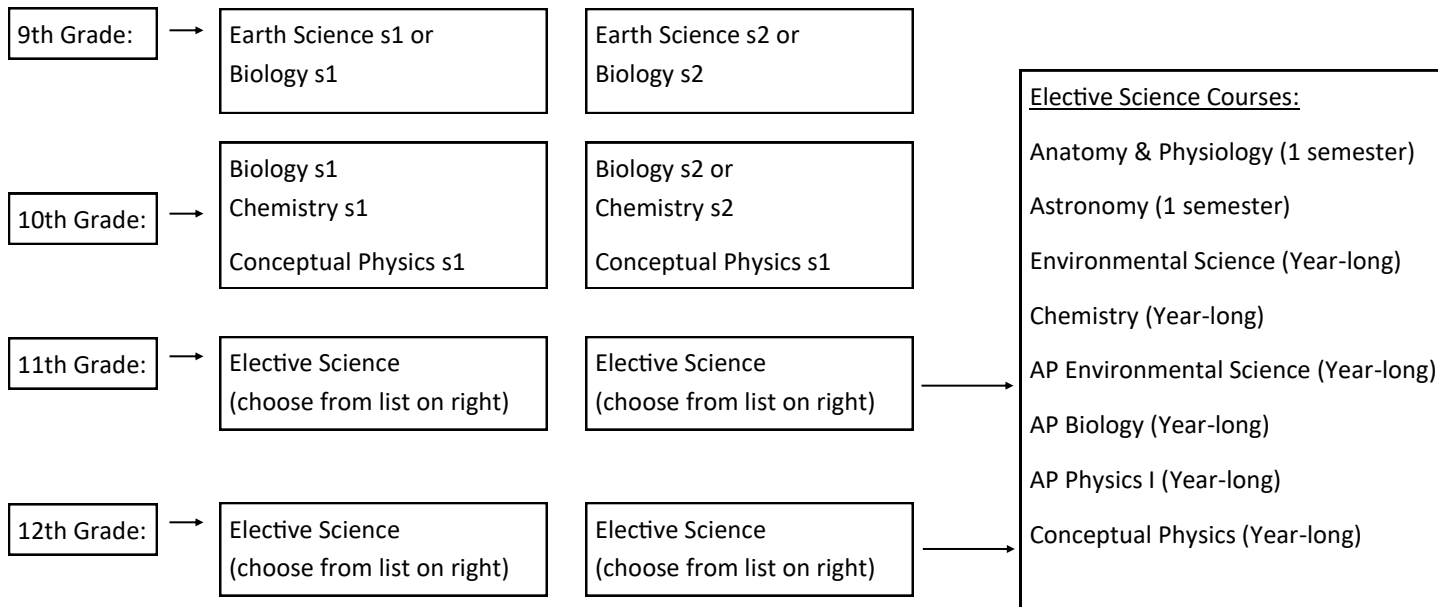 9th Grade:
Earth Science s1 or
Biology s1
Earth Science s2 or
Biology s2
10th Grade:
Biology s1
Chemistry s1
Conceptual Physics s1
Biology s2 or
Chemistry s2
Conceptual Physics s1
11th Grade:
Elective Science
(choose from list on right)
Elective Science
(choose from list on right)
12th Grade:
Elective Science
(choose from list on right)
Elective Science
(choose from list on right)
Elective Science Courses:
Anatomy & Physiology (1 semester)
Astronomy (1 semester)
Environmental Science (Year-long)
Chemistry (Year-long)
AP Environmental Science (Year-long)
AP Biology (Year-long)
AP Physics I (Year-long)
Conceptual Physics (Year-long)